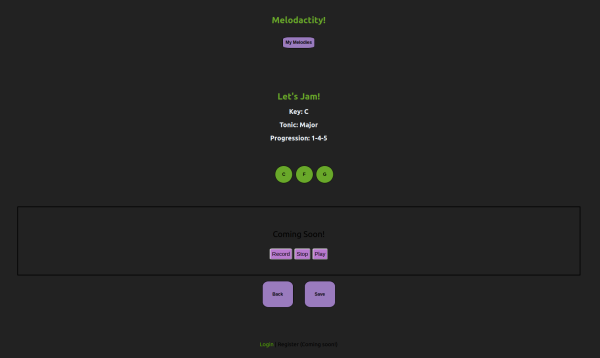 Melodactity!
My Melodies
Let's Jam!
Key: C
Tonic: Major
Progression: 1-4-5
C F G
Coming Soon!
Record Stop Play
Back Save
Login Register (Coming soon!)